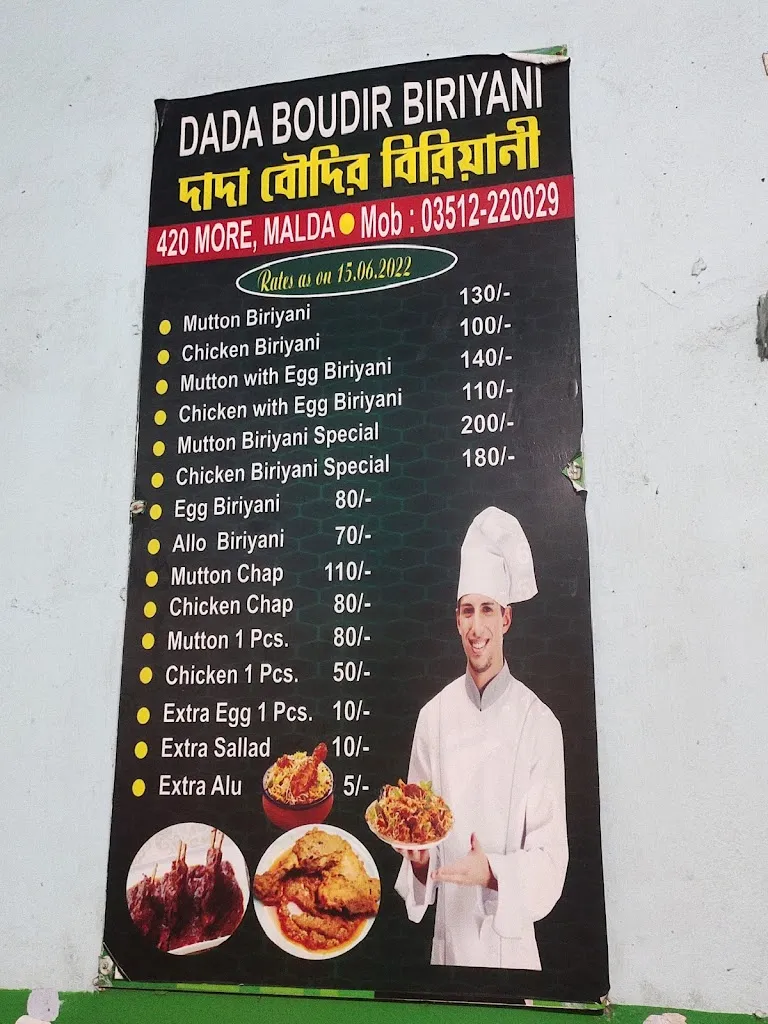 DADA BOUDIR BIRIYANI
দাদা বৌদির বিরিয়ানী
420 MORE, MALDA ● Mob : 03512-220029
Rates as on 15.06.2022
Mutton Biriyani 130/-
Chicken Biriyani 100/-
Mutton with Egg Biriyani 140/-
Chicken with Egg Biriyani 110/-
Mutton Biriyani Special 200/-
Chicken Biriyani Special 180/-
Egg Biriyani 80/-
Allo Biriyani 70/-
Mutton Chap 110/-
Chicken Chap 80/-
Mutton 1 Pcs. 80/-
Chicken 1 Pcs. 50/-
Extra Egg 1 Pcs. 10/-
Extra Sallad 10/-
Extra Alu 5/-